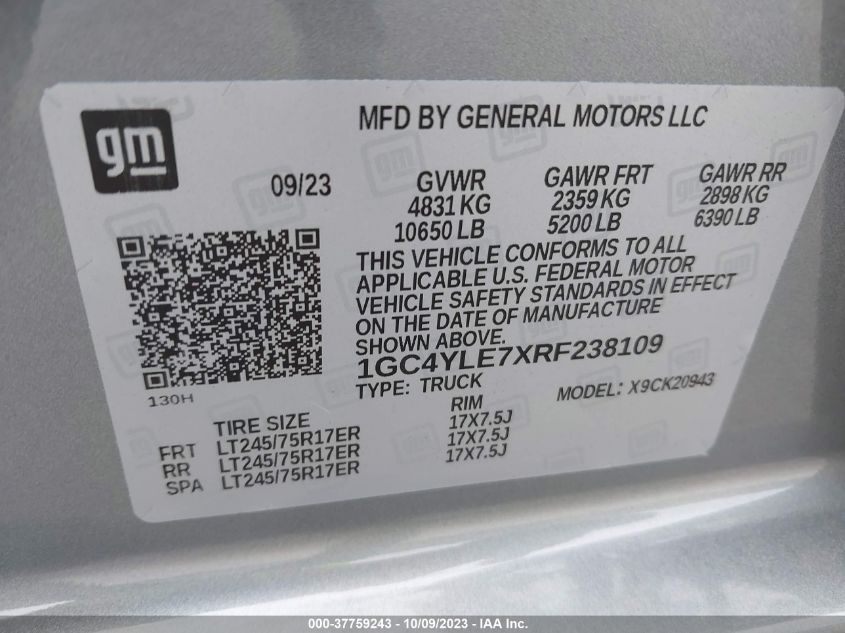 gm
MFD BY GENERAL MOTORS LLC
09/23
GVWR
4831 KG
10650 LB
GAWR FRT
2359 KG
5200 LB
GAWR RR
2898 KG
6390 LB
THIS VEHICLE CONFORMS TO ALL
APPLICABLE U.S. FEDERAL MOTOR
VEHICLE SAFETY STANDARDS IN EFFECT
ON THE DATE OF MANUFACTURE
SHOWN ABOVE.
1GC4YLE7XRF238109
TYPE: TRUCK MODEL: X9CK20943
130H
TIRE SIZE RIM
FRT LT245/75R17ER 17X7.5J
RR LT245/75R17ER 17X7.5J
SPA LT245/75R17ER 17X7.5J
000-37759243 - 10/09/2023 - IAA Inc.